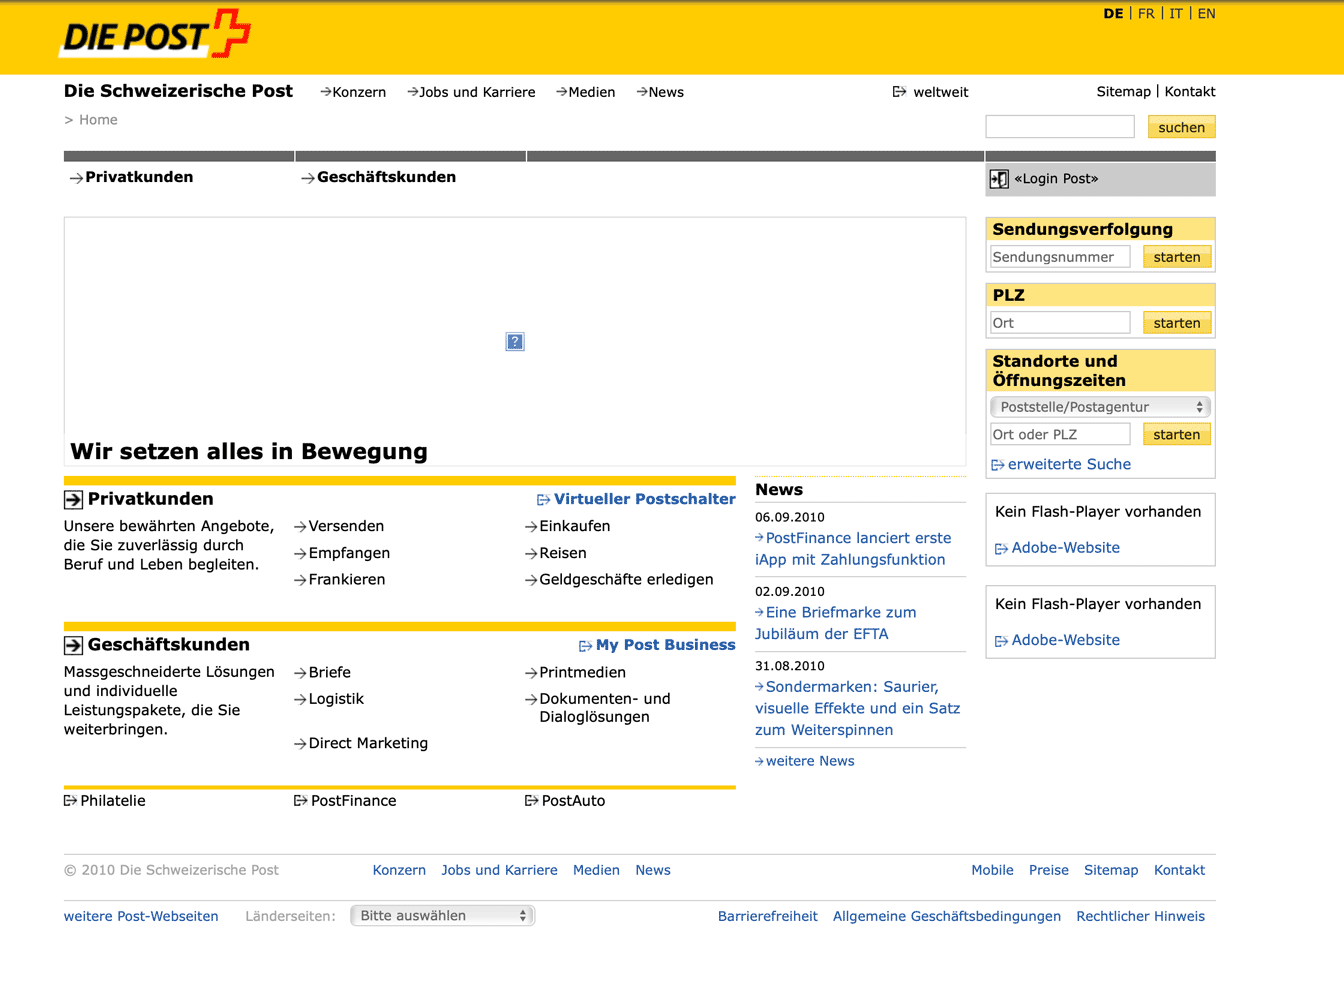 DIE POST
DE | FR | IT | EN
Die Schweizerische Post
Konzern
Jobs und Karriere
Medien
News
weltweit
Sitemap | Kontakt
> Home
suchen
Privatkunden
Geschäftskunden
«Login Post»
Wir setzen alles in Bewegung
Privatkunden
Virtueller Postschalter
Unsere bewährten Angebote,
die Sie zuverlässig durch
Beruf und Leben begleiten.
Versenden
Empfangen
Frankieren
Einkaufen
Reisen
Geldgeschäfte erledigen
Geschäftskunden
My Post Business
Massgeschneiderte Lösungen
und individuelle
Leistungspakete, die Sie
weiterbringen.
Briefe
Logistik
Direct Marketing
Printmedien
Dokumenten- und
Dialoglösungen
Philatelie
PostFinance
PostAuto
News
06.09.2010
PostFinance lanciert erste
iApp mit Zahlungsfunktion
02.09.2010
Eine Briefmarke zum
Jubiläum der EFTA
31.08.2010
Sondermarken: Saurier,
visuelle Effekte und ein Satz
zum Weiterspinnen
weitere News
Sendungsverfolgung
Sendungsnummer
starten
PLZ
Ort
starten
Standorte und
Öffnungszeiten
Poststelle/Postagentur
Ort oder PLZ
starten
erweiterte Suche
Kein Flash-Player vorhanden
Adobe-Website
Kein Flash-Player vorhanden
Adobe-Website
© 2010 Die Schweizerische Post
Konzern
Jobs und Karriere
Medien
News
Mobile
Preise
Sitemap
Kontakt
weitere Post-Webseiten
Länderseiten:
Bitte auswählen
Barrierefreiheit
Allgemeine Geschäftsbedingungen
Rechtlicher Hinweis